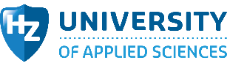 HZ UNIVERSITY
OF APPLIED SCIENCES